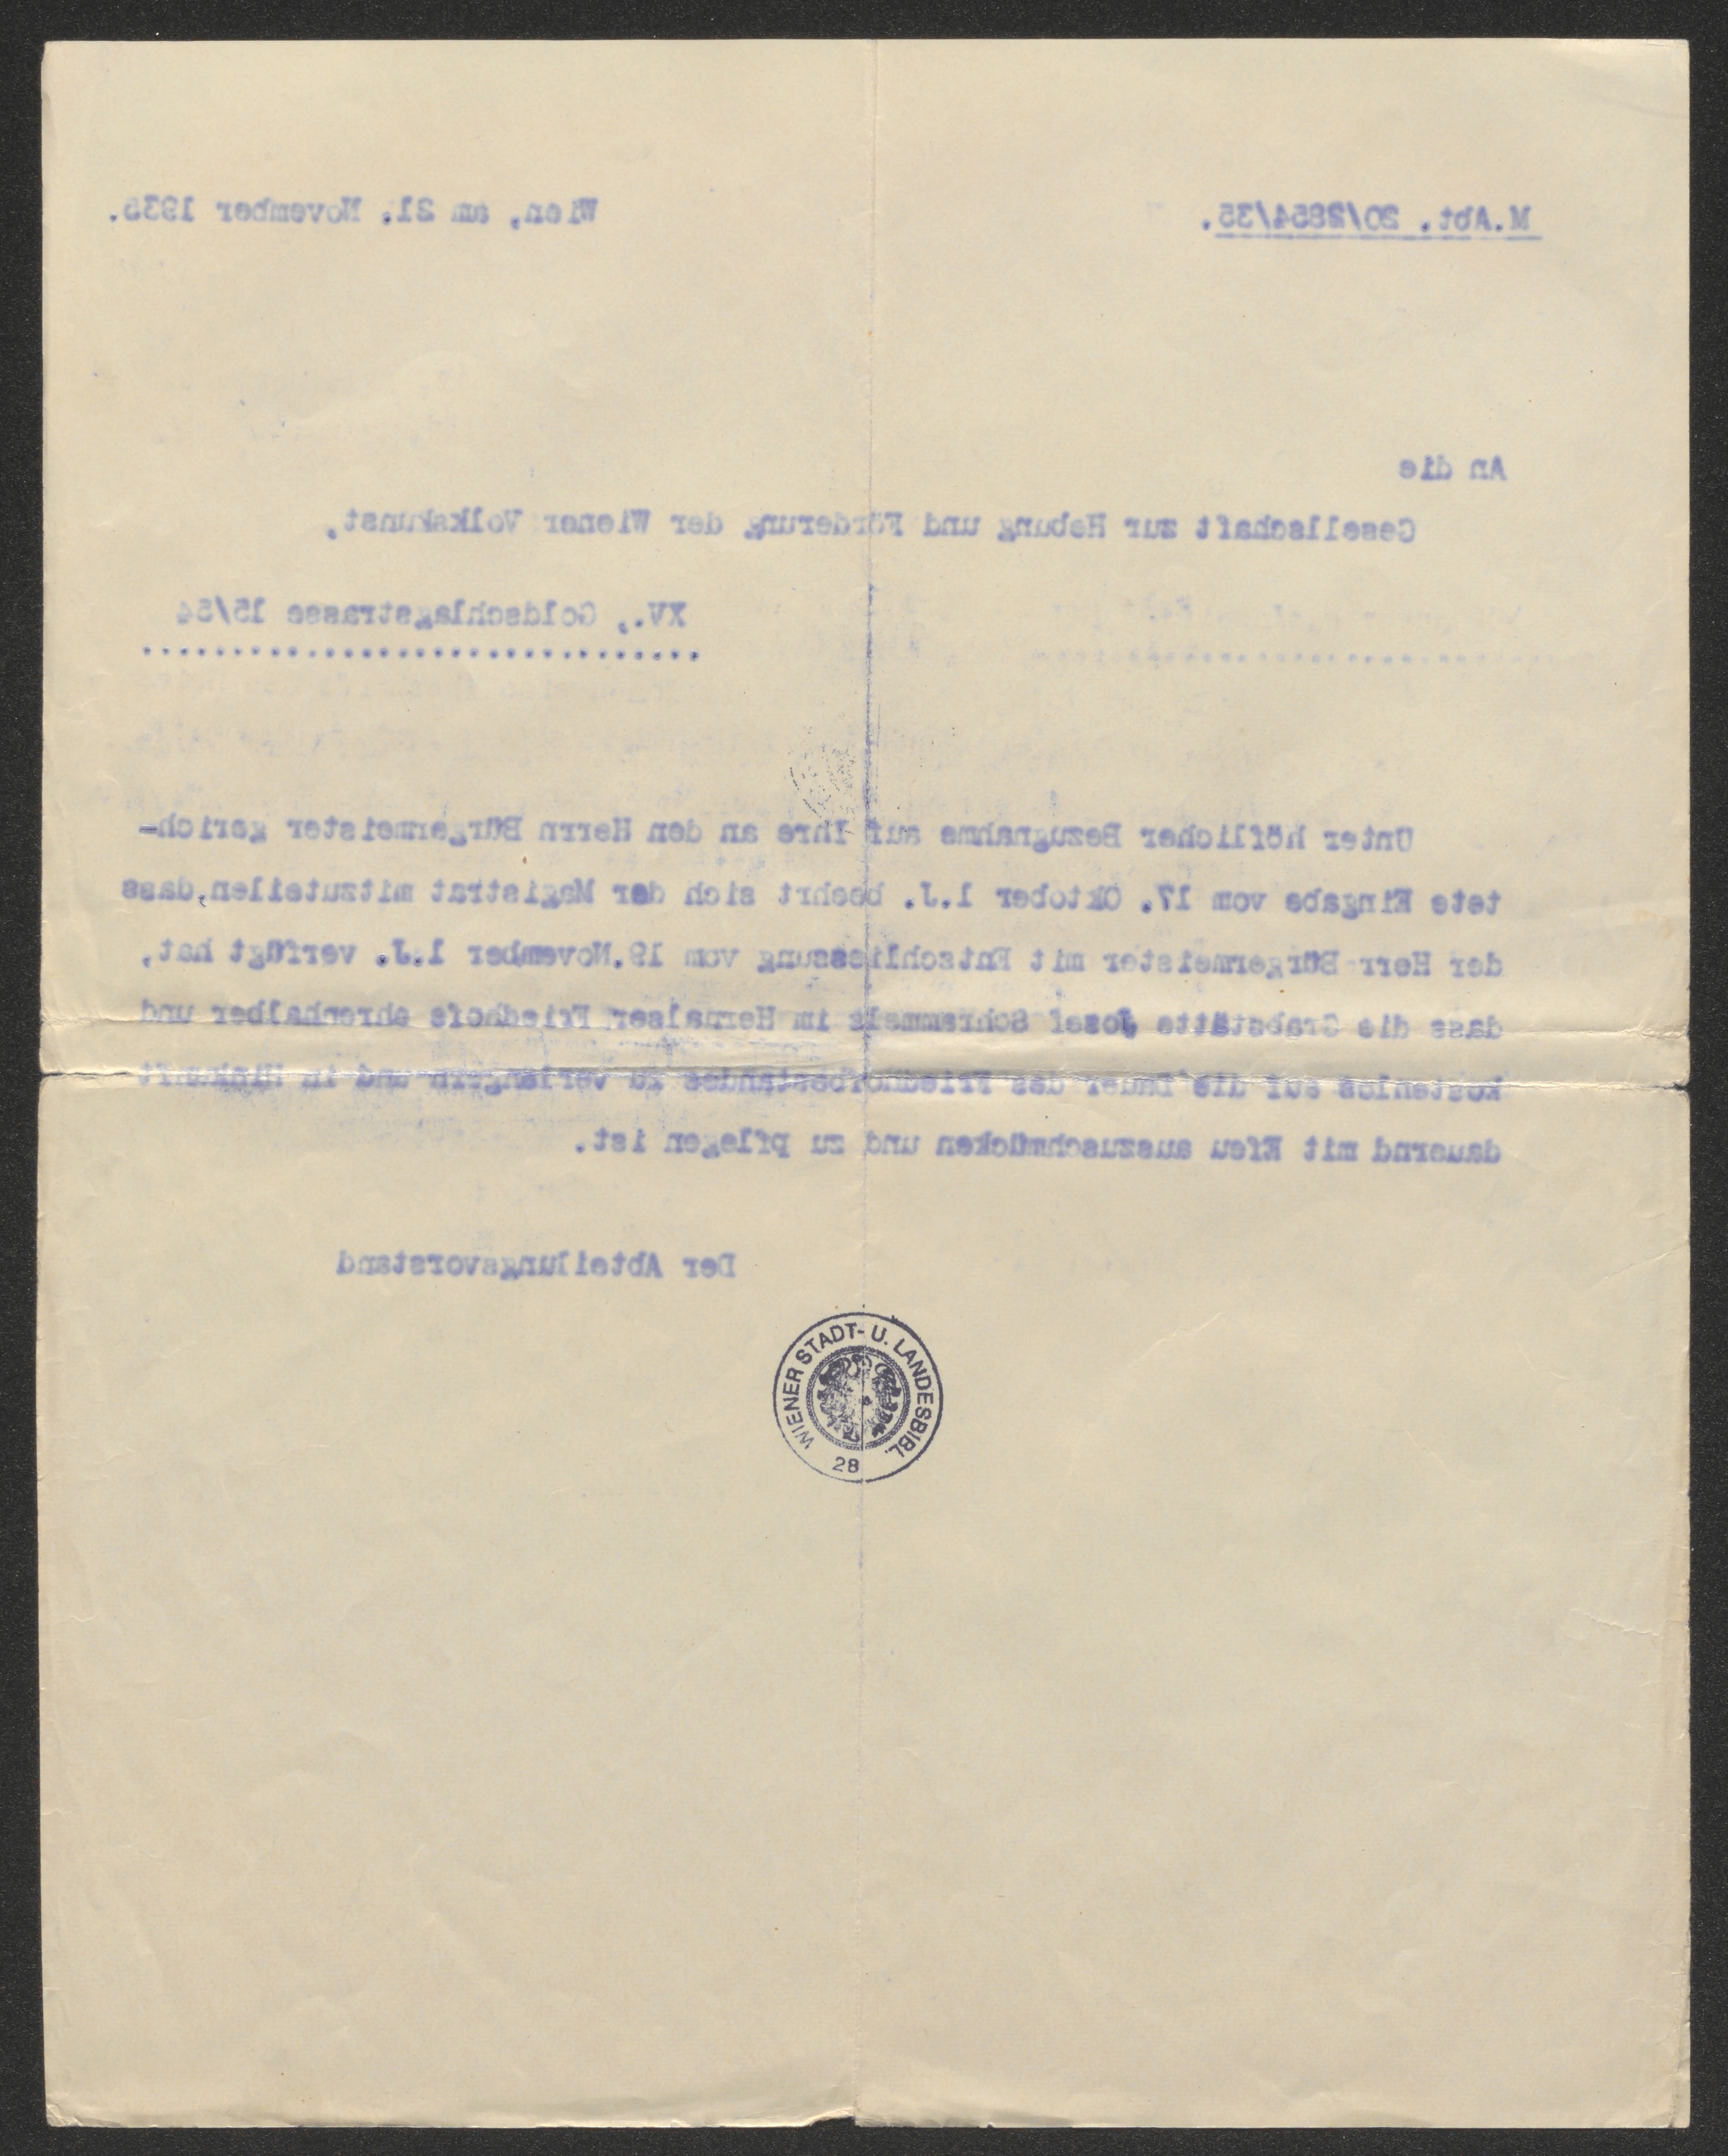 M.Abt. 20/2854/35.
Wien, am 21. November 1935.
An die
Gesellschaft zur Hebung und Förderung der Wiener Volkskunst,
XV., Goldschlagstrasse 15/54
Unter höflicher Bezugnahme auf Ihre an den Herrn Bürgermeister gerich-
tete Eingabe vom 17. Oktober l.J. beehrt sich der Magistrat mitzuteilen, dass
der Herr Bürgermeister mit Entschliessung vom 19.November l.J. verfügt hat,
dass die Grabstätte Josef Schrammels im Hernalser Friedhofe ehrenhalber und
kostenlos auf die Dauer des Friedhofbestandes zu verlängern und in Hinkunft
dauernd mit Efeu auszuschmücken und zu pflegen ist.
Der Abteilungsvorstand
WIENER STADT- U. LANDESBIBL.
28